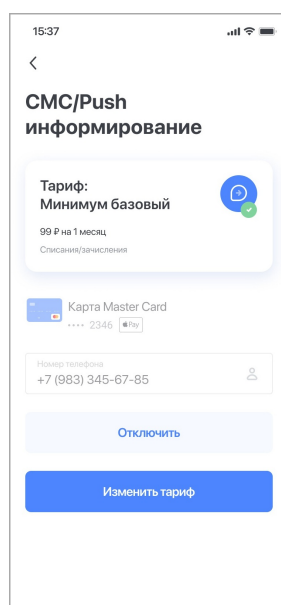 15:37
СМС/Push
информирование
Тариф:
Минимум базовый
99 ₽ на 1 месяц
Списания/зачисления
Карта Master Card
•••• 2346 Pay
Номер телефона
+7 (983) 345-67-85
Отключить
Изменить тариф